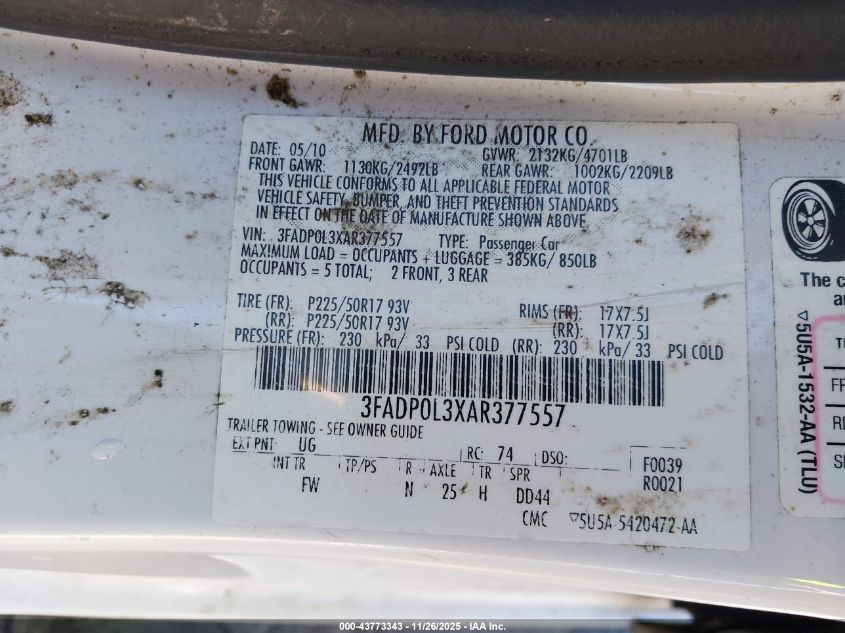 MFD. BY FORD MOTOR CO.
DATE: 05/10 GVWR: 2132KG/4701LB
FRONT GAWR: 1130KG/2492LB REAR GAWR: 1002KG/2209LB
THIS VEHICLE CONFORMS TO ALL APPLICABLE FEDERAL MOTOR
VEHICLE SAFETY, BUMPER, AND THEFT PREVENTION STANDARDS
IN EFFECT ON THE DATE OF MANUFACTURE SHOWN ABOVE.
VIN: 3FADP0L3XAR377557 TYPE: Passenger Car
MAXIMUM LOAD = OCCUPANTS + LUGGAGE = 385KG/ 850LB
OCCUPANTS = 5 TOTAL; 2 FRONT, 3 REAR
TIRE (FR): P225/50R17 93V RIMS (FR): 17X7.5J
(RR): P225/50R17 93V (RR): 17X7.5J
PRESSURE (FR): 230 kPa/ 33 PSI COLD (RR): 230 kPa/ 33 PSI COLD
3FADP0L3XAR377557
TRAILER TOWING - SEE OWNER GUIDE
EXT PNT: UG RC: 74 DSO: F0039
INT TR TP/PS R AXLE TR SPR R0021
FW N 25 H DD44
CMC ▽5U5A-5420472-AA
The c
an
▽5U5A-1532-AA (TLU)
FR
RE
000-43773343 - 11/26/2025 - IAA Inc.